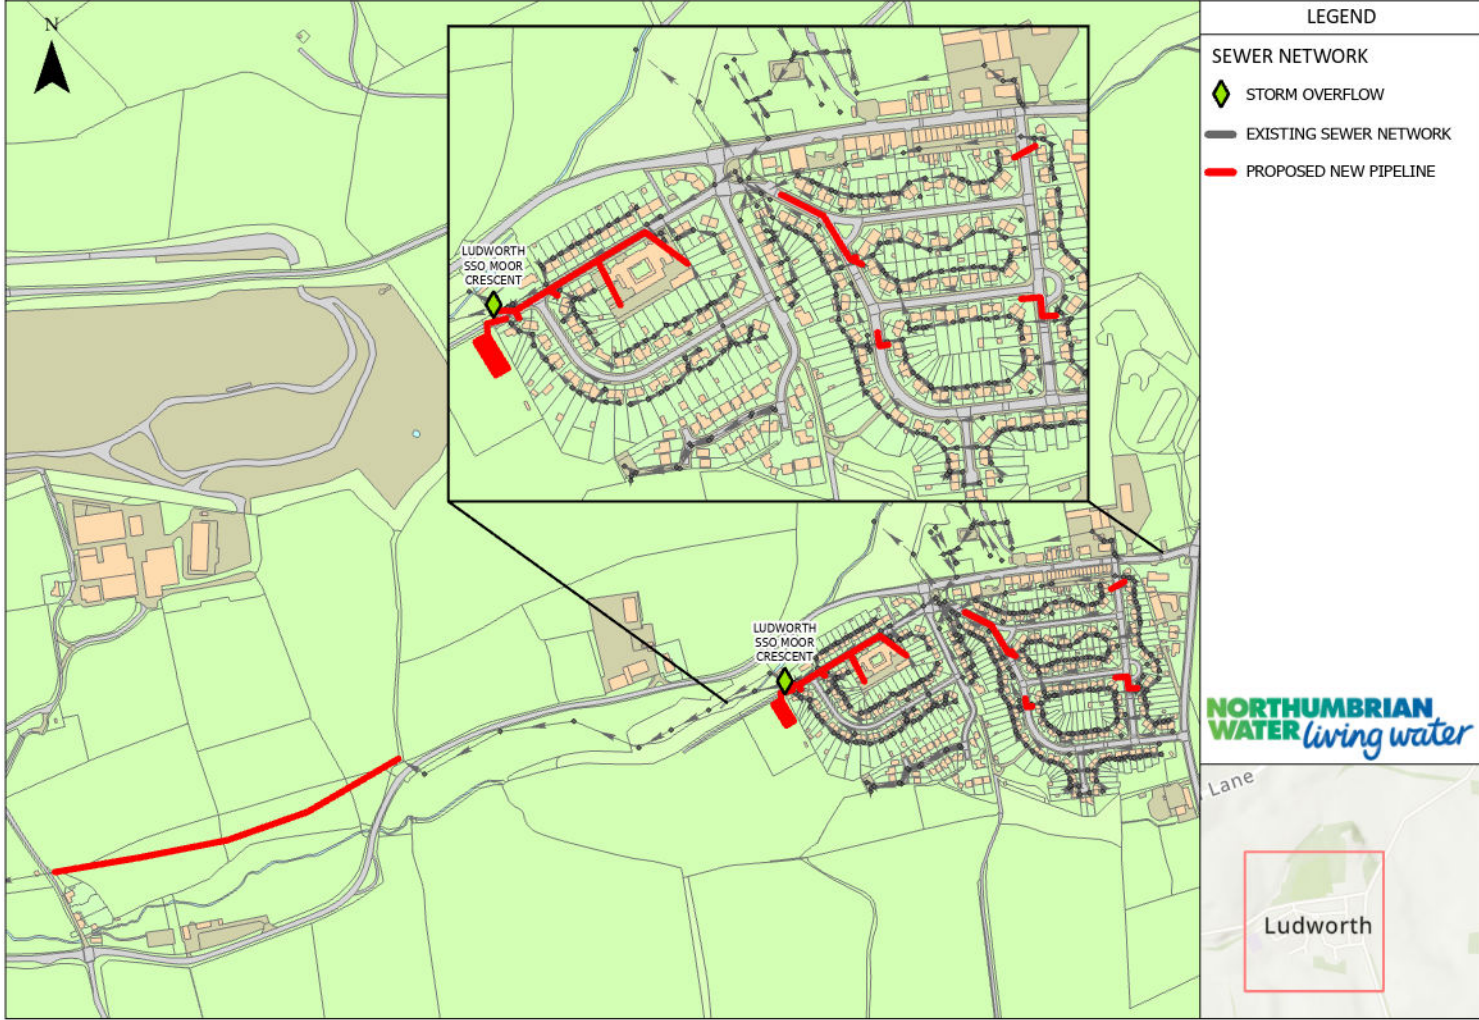 N
LUDWORTH
SSO MOOR
CRESCENT
LUDWORTH
SSO MOOR
CRESCENT
LEGEND
SEWER NETWORK
STORM OVERFLOW
EXISTING SEWER NETWORK
PROPOSED NEW PIPELINE
NORTHUMBRIAN
WATER living water
Lane
Ludworth